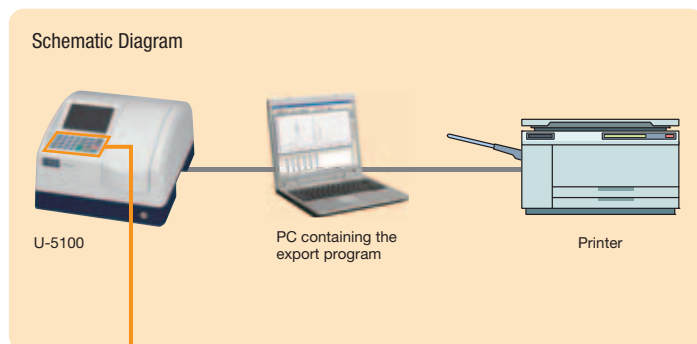 Schematic Diagram
U-5100
PC containing the
export program
Printer